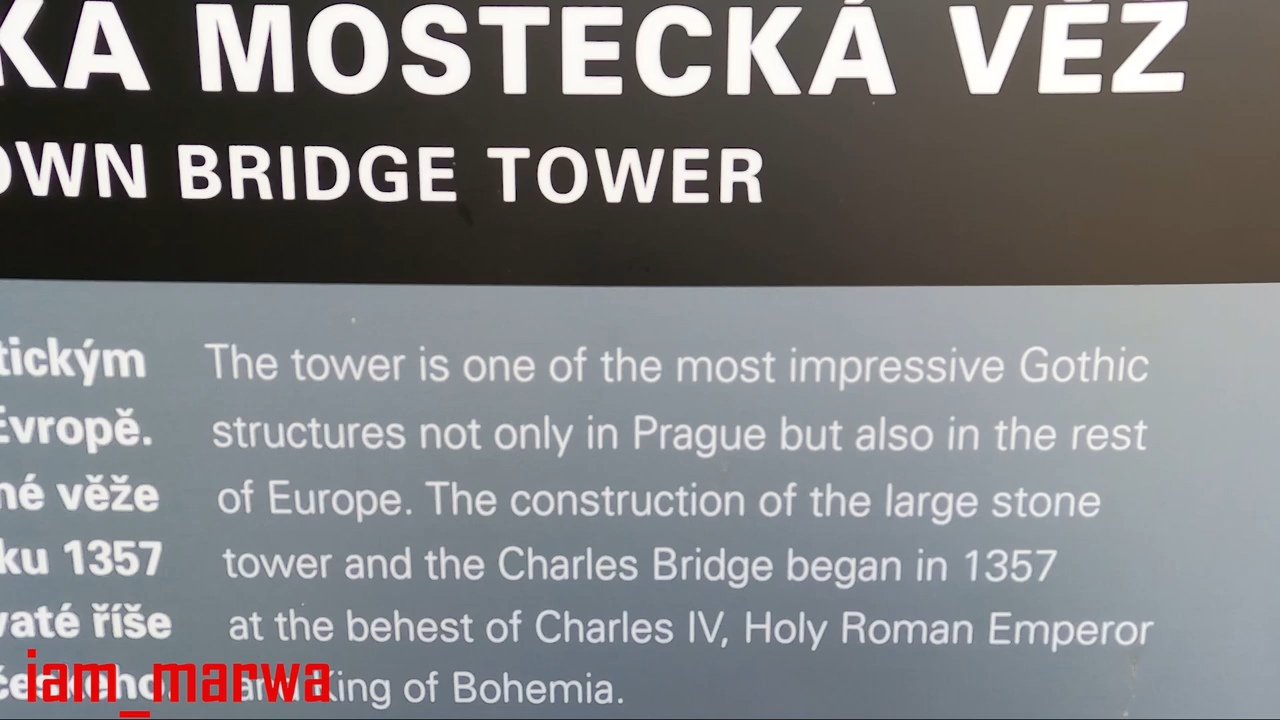 KA MOSTECKÁ VĚŽ
OWN BRIDGE TOWER
tickým
Evropě.
né věže
ku 1357
vaté říše
českého
The tower is one of the most impressive Gothic
structures not only in Prague but also in the rest
of Europe. The construction of the large stone
tower and the Charles Bridge began in 1357
at the behest of Charles IV, Holy Roman Emperor
and King of Bohemia.
iam_marwa